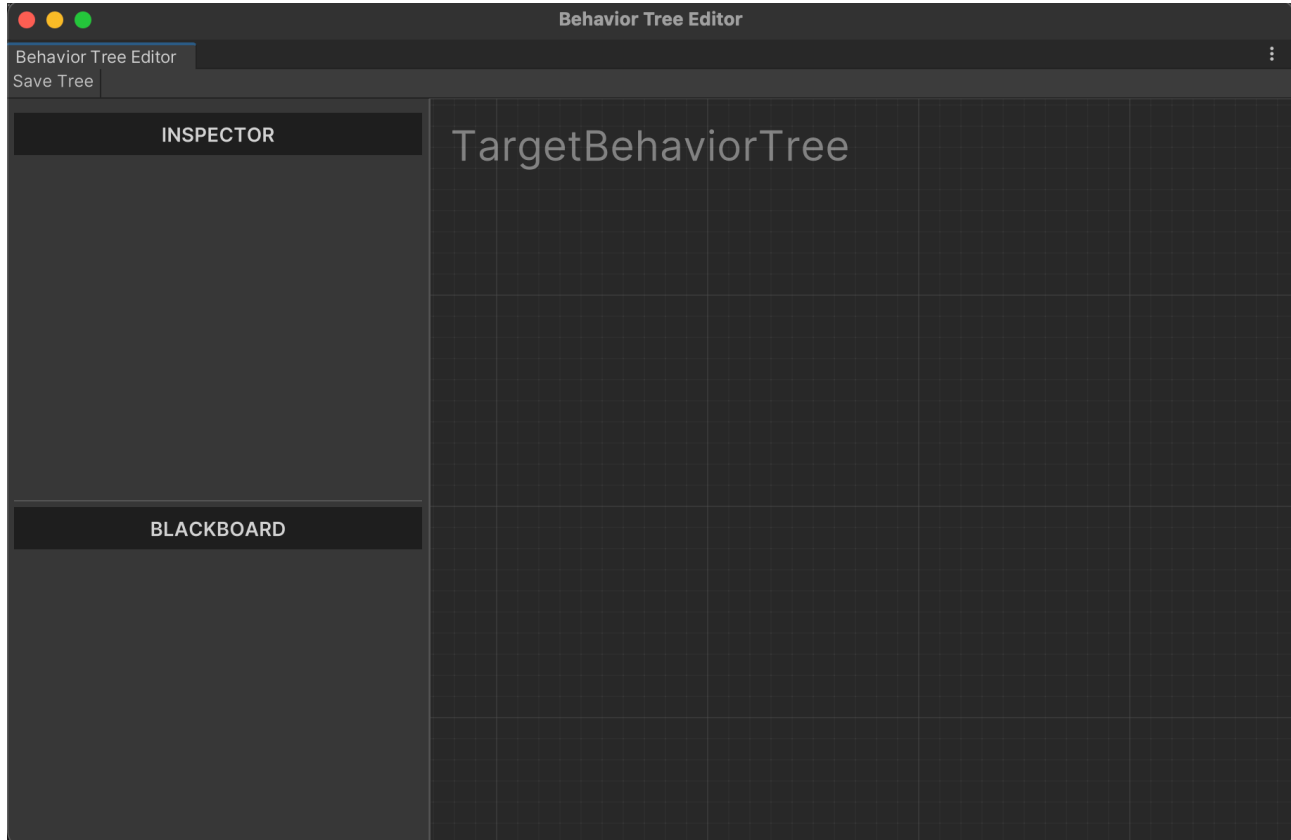 Behavior Tree Editor
Behavior Tree Editor
Save Tree
INSPECTOR
TargetBehaviorTree
BLACKBOARD